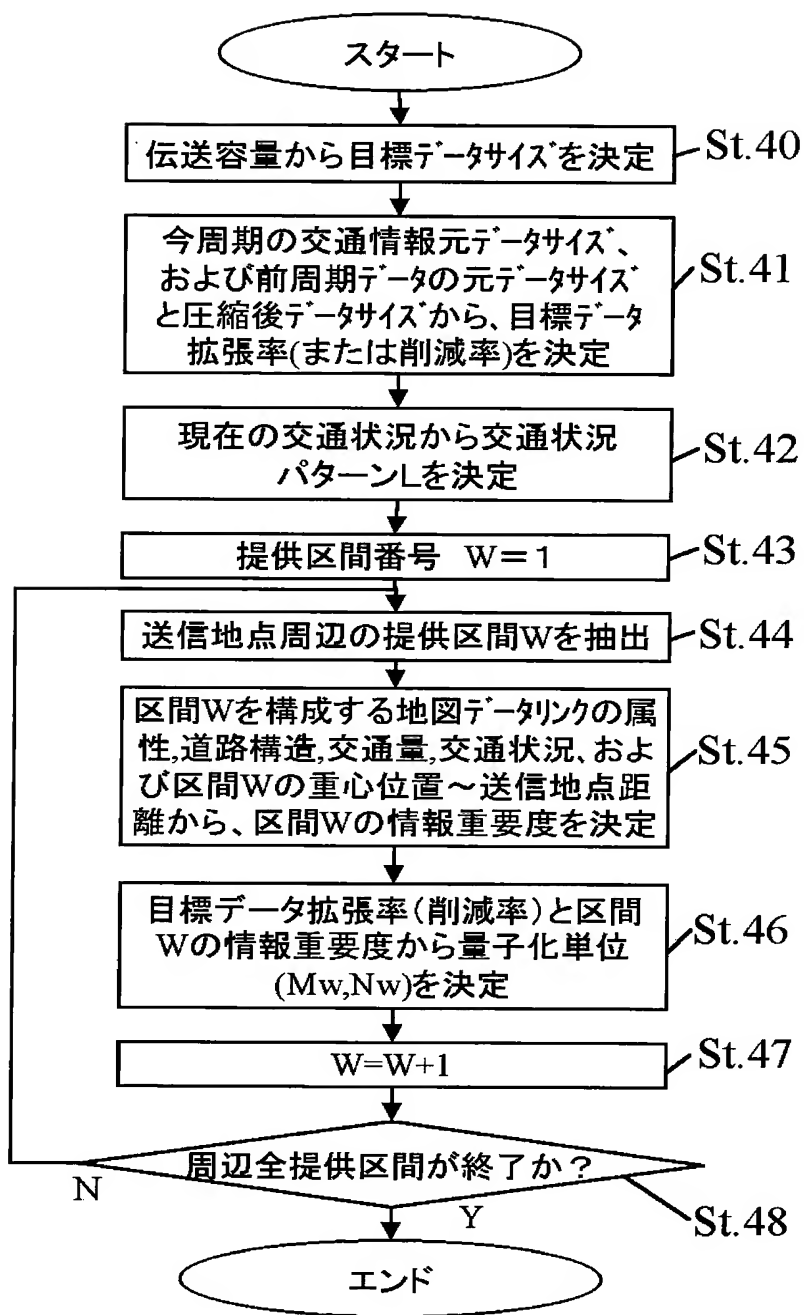 スタート
伝送容量から目標データサイズを決定
St.40
今周期の交通情報元データサイズ、
および前周期データの元データサイズ
と圧縮後データサイズから、目標データ
拡張率(または削減率)を決定
St.41
現在の交通状況から交通状況
パターンLを決定
St.42
提供区間番号 W=1
St.43
送信地点周辺の提供区間Wを抽出
St.44
区間Wを構成する地図データリンクの属
性,道路構造,交通量,交通状況、およ
び区間Wの重心位置~送信地点距
離から、区間Wの情報重要度を決定
St.45
目標データ拡張率(削減率)と区間
Wの情報重要度から量子化単位
(Mw,Nw)を決定
St.46
W=W+1
St.47
周辺全提供区間が終了か?
N
Y
St.48
エンド